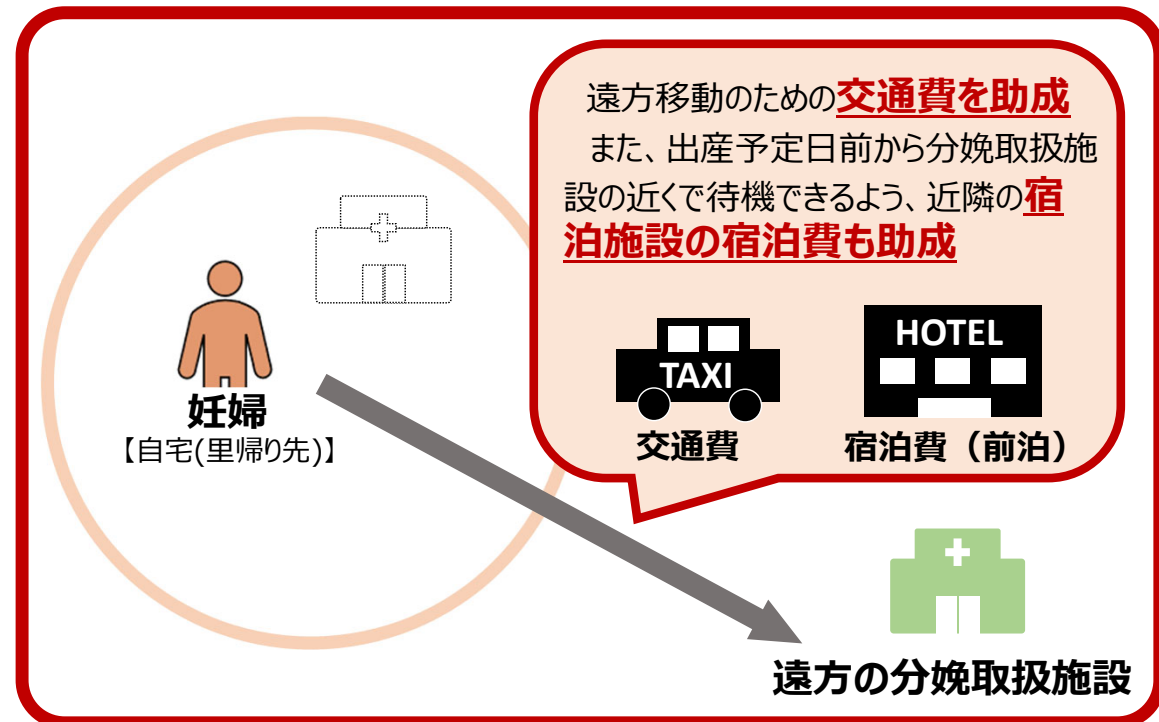 遠方移動のための交通費を助成
また、出産予定日前から分娩取扱施
設の近くで待機できるよう、近隣の宿
泊施設の宿泊費も助成
TAXI
HOTEL
交通費
宿泊費（前泊）
妊婦
【自宅(里帰り先)】
遠方の分娩取扱施設